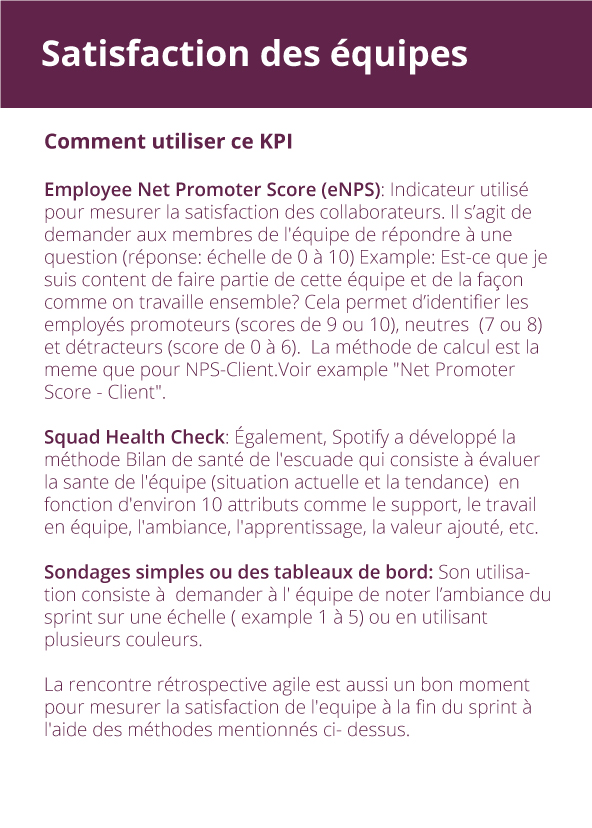 Satisfaction des équipes
Comment utiliser ce KPI
Employee Net Promoter Score (eNPS): Indicateur utilisé
pour mesurer la satisfaction des collaborateurs. Il s’agit de
demander aux membres de l'équipe de répondre à une
question (réponse: échelle de 0 à 10) Example: Est-ce que je
suis content de faire partie de cette équipe et de la façon
comme on travaille ensemble? Cela permet d’identifier les
employés promoteurs (scores de 9 ou 10), neutres  (7 ou 8)
et détracteurs (score de 0 à 6).  La méthode de calcul est la
meme que pour NPS-Client.Voir example "Net Promoter
Score - Client".
Squad Health Check: Également, Spotify a développé la
méthode Bilan de santé de l'escuade qui consiste à évaluer
la sante de l'équipe (situation actuelle et la tendance)  en
fonction d'environ 10 attributs comme le support, le travail
en équipe, l'ambiance, l'apprentissage, la valeur ajouté, etc.
Sondages simples ou des tableaux de bord: Son utilisa-
tion consiste à  demander à l' équipe de noter l’ambiance du
sprint sur une échelle ( example 1 à 5) ou en utilisant
plusieurs couleurs.
La rencontre rétrospective agile est aussi un bon moment
pour mesurer la satisfaction de l'equipe à la fin du sprint à
l'aide des méthodes mentionnés ci- dessus.